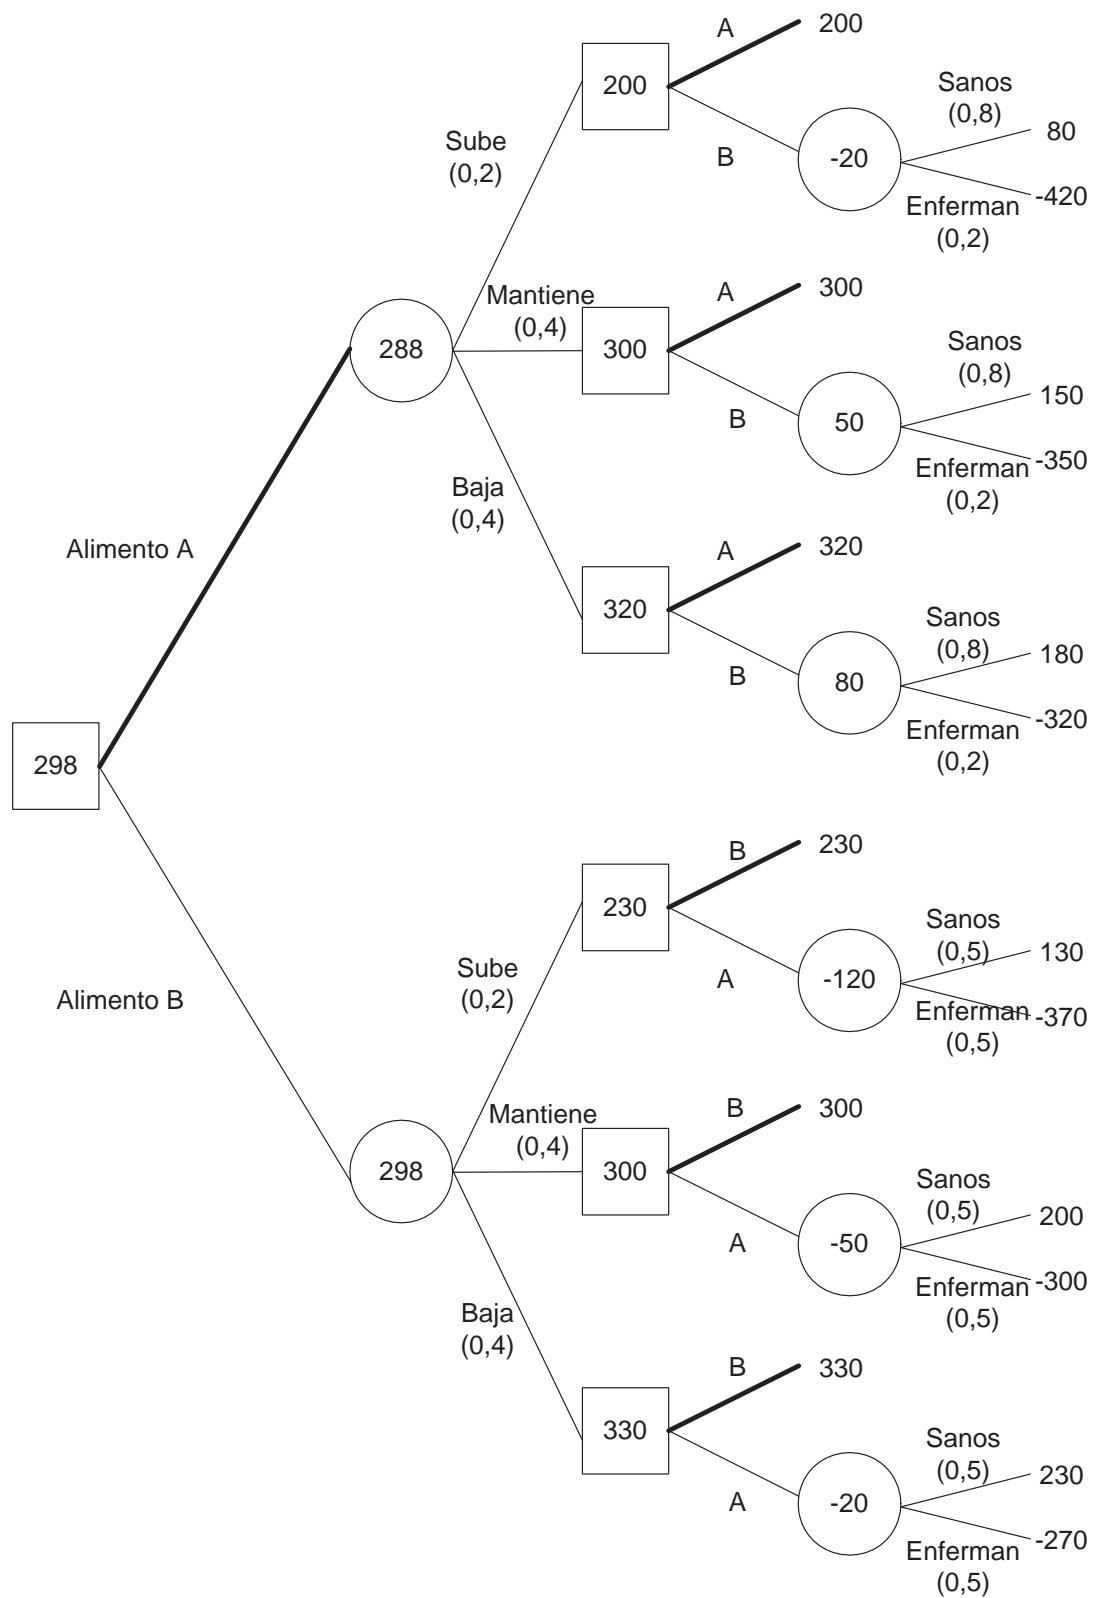 A
200
200
Sanos
(0,8)
80
Sube
(0,2)
B
-20
-420
Enferman
(0,2)
Mantiene
(0,4)
A
300
288
300
Sanos
(0,8)
150
B
50
-350
Enferman
(0,2)
Baja
(0,4)
Alimento A
A
320
320
Sanos
(0,8)
180
B
80
-320
Enferman
(0,2)
298
B
230
230
Sanos
(0,5)
130
Sube
(0,2)
A
-120
-370
Enferman
(0,5)
Alimento B
Mantiene
(0,4)
B
300
298
300
Sanos
(0,5)
200
A
-50
-300
Enferman
(0,5)
Baja
(0,4)
B
330
330
Sanos
(0,5)
230
A
-20
-270
Enferman
(0,5)